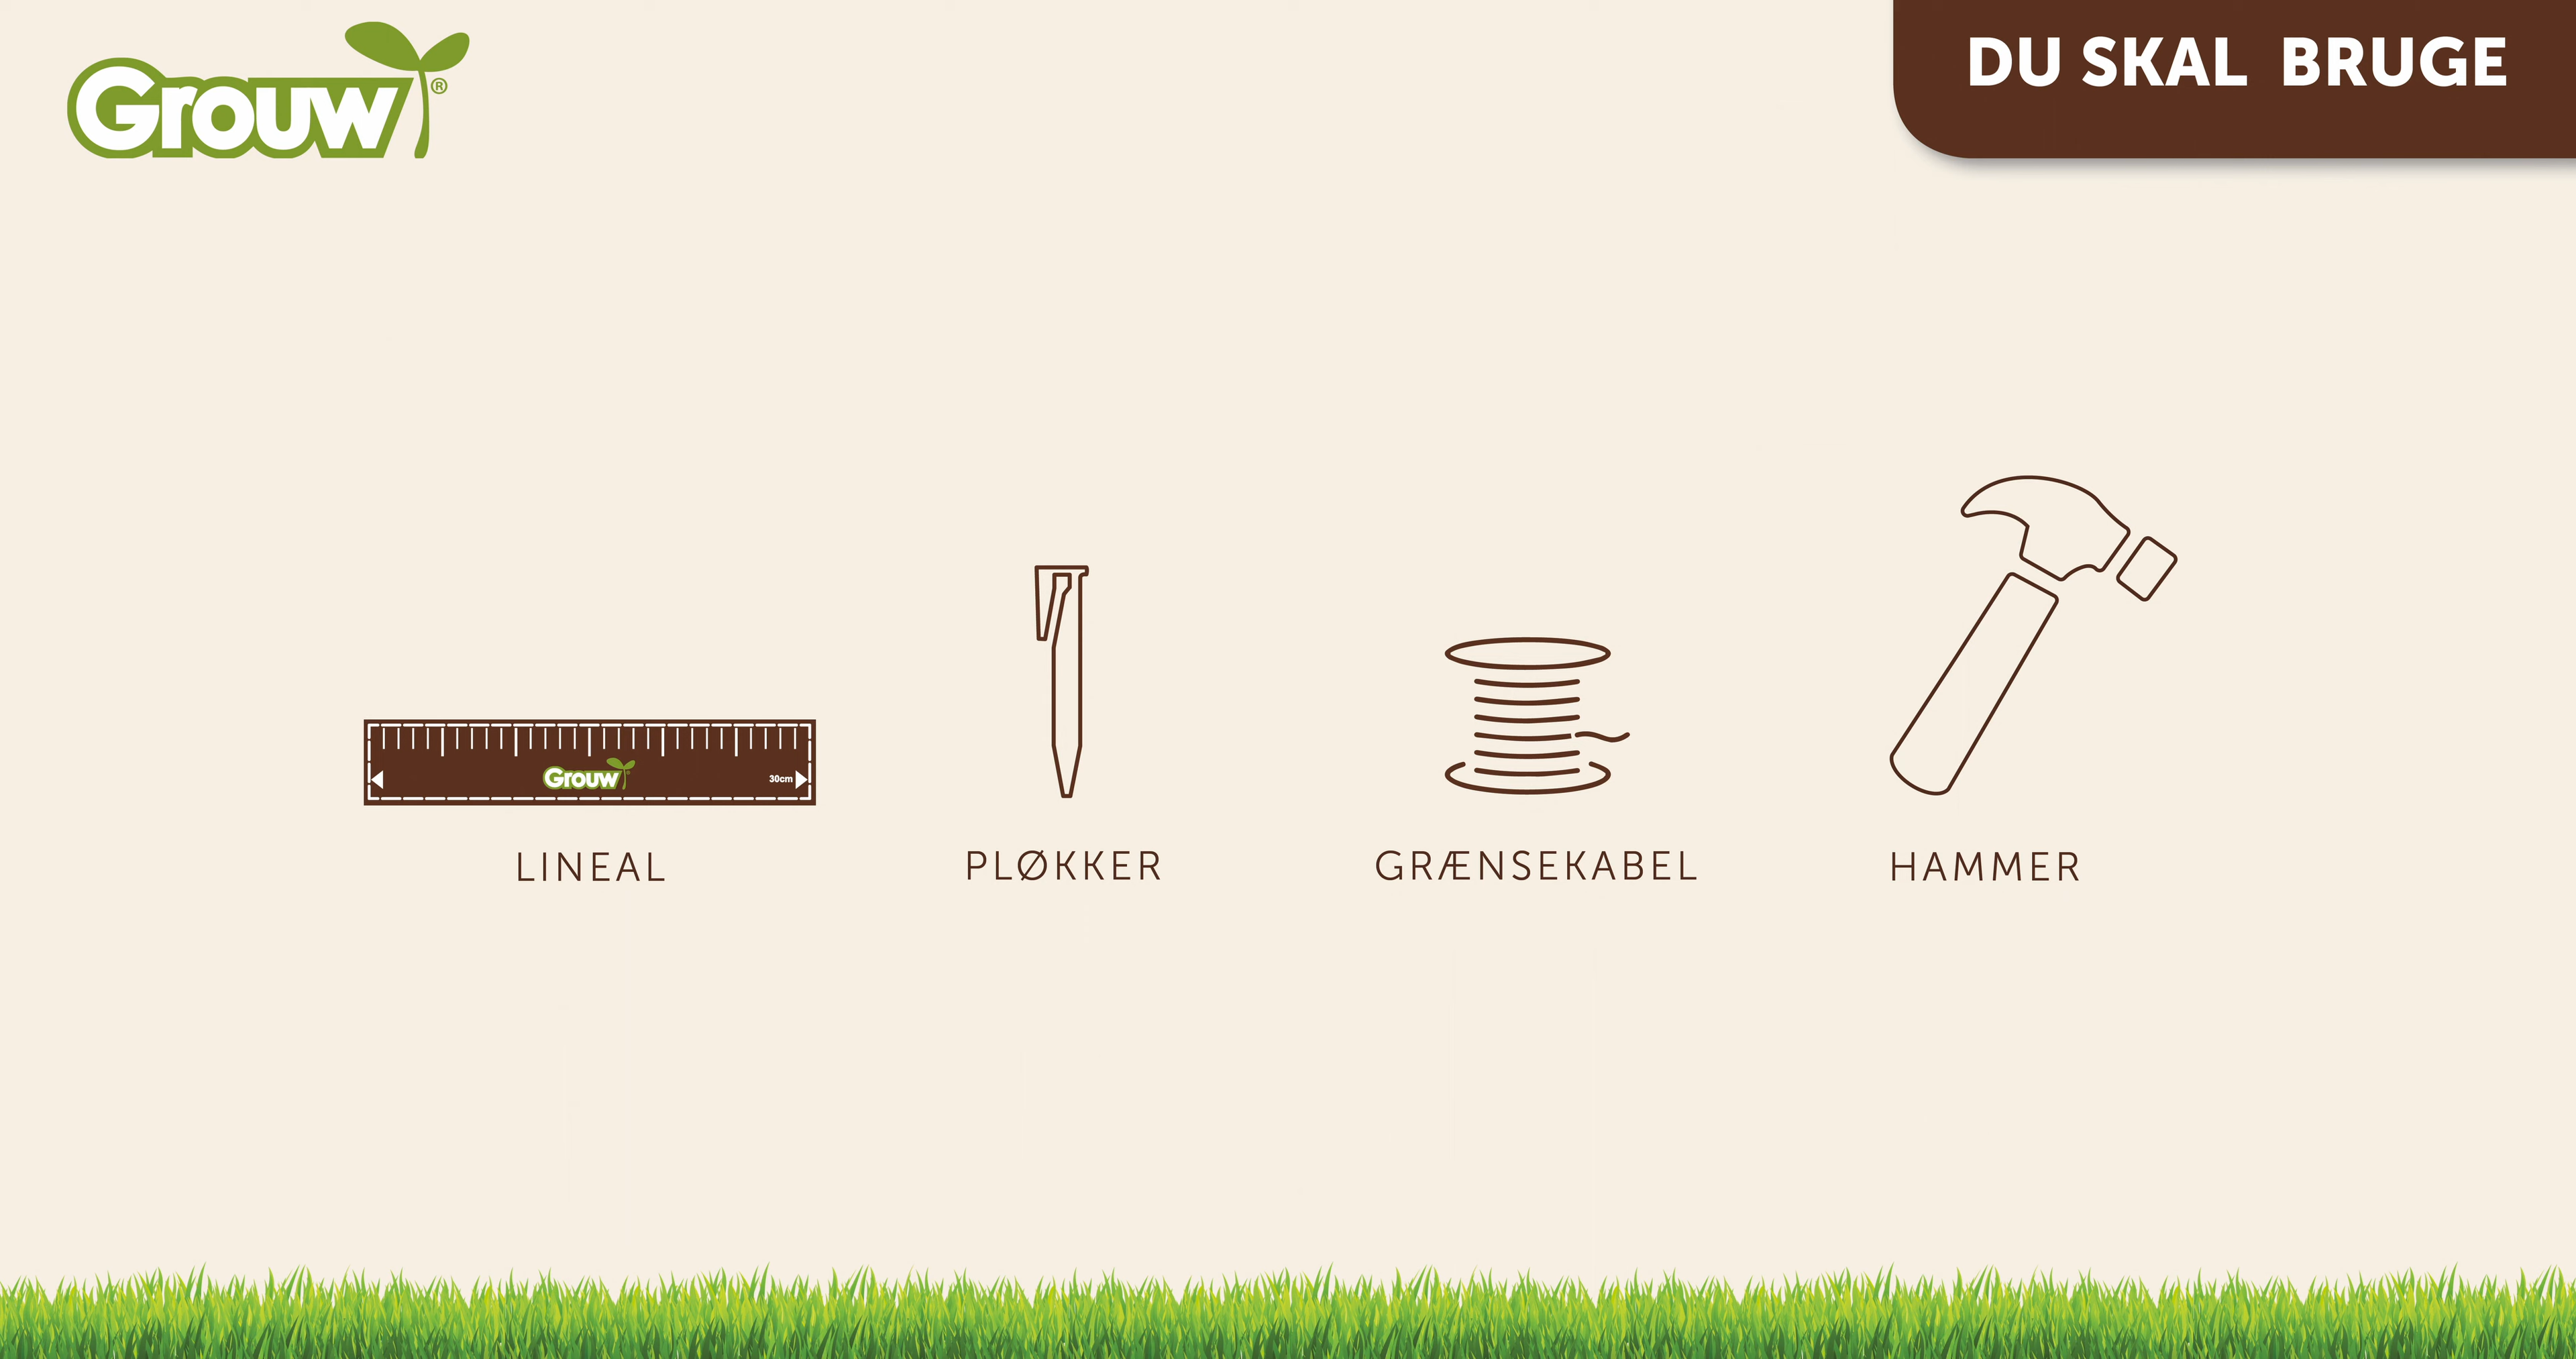 Grouw®
DU SKAL BRUGE
Grouw
30cm
LINEAL
PLØKKER
GRÆNSEKABEL
HAMMER